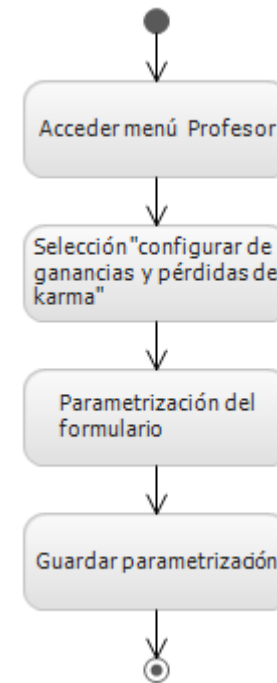 Acceder menú Profesor
Selección "configurar de
ganancias y pérdidas de
karma"
Parametrización del
formulario
Guardar parametrización